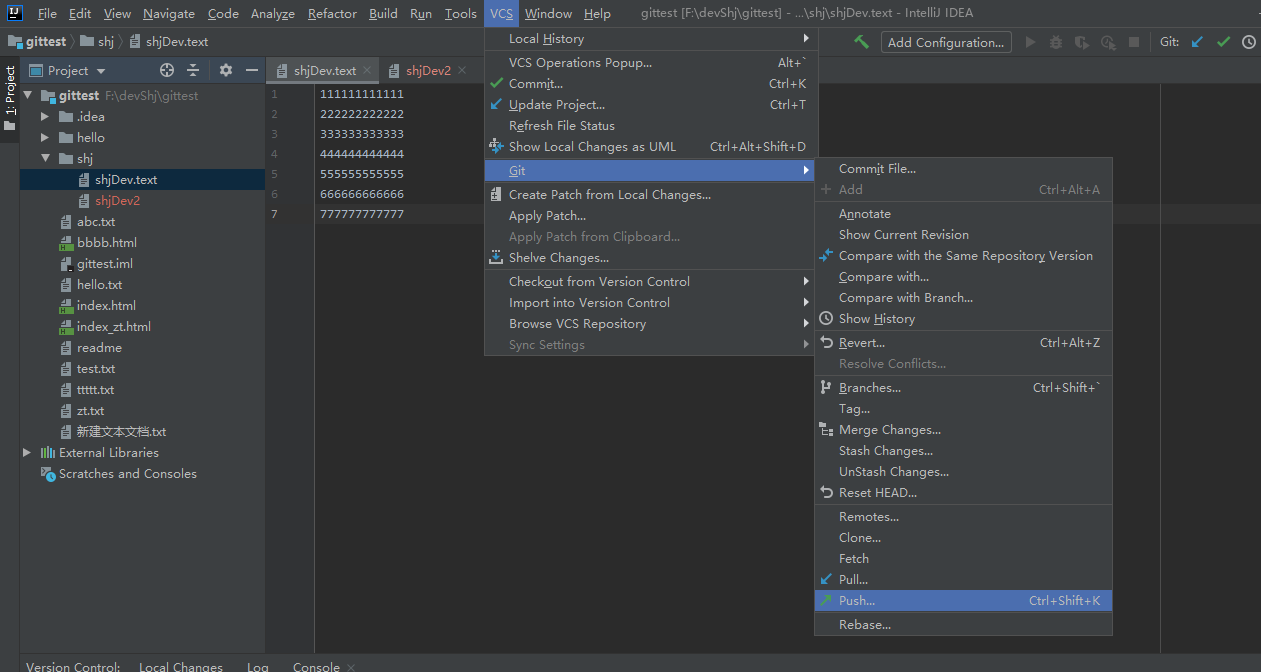 File Edit View Navigate Code Analyze Refactor Build Run Tools VCS Window Help gittest [F:\devShj\gittest] - ...\shj\shjDev.text - IntelliJ IDEA
gittest shj shjDev.text
Add Configuration...
Git:
1: Project
Project
shjDev.text
shjDev2
gittest F:\devShj\gittest
.idea
hello
shj
shjDev.text
shjDev2
abc.txt
bbbb.html
gittest.iml
hello.txt
index.html
index_zt.html
readme
test.txt
ttttt.txt
zt.txt
新建文本文档.txt
External Libraries
Scratches and Consoles
1 111111111111
2 222222222222
3 333333333333
4 444444444444
5 555555555555
6 666666666666
7 777777777777
Local History
VCS Operations Popup... Alt+`
Commit... Ctrl+K
Update Project... Ctrl+T
Refresh File Status
Show Local Changes as UML Ctrl+Alt+Shift+D
Git
Create Patch from Local Changes...
Apply Patch...
Apply Patch from Clipboard...
Shelve Changes...
Checkout from Version Control
Import into Version Control
Browse VCS Repository
Sync Settings
Commit File...
Add Ctrl+Alt+A
Annotate
Show Current Revision
Compare with the Same Repository Version
Compare with...
Compare with Branch...
Show History
Revert... Ctrl+Alt+Z
Resolve Conflicts...
Branches... Ctrl+Shift+`
Tag...
Merge Changes...
Stash Changes...
UnStash Changes...
Reset HEAD...
Remotes...
Clone...
Fetch
Pull...
Push... Ctrl+Shift+K
Rebase...
Version Control: Local Changes Log Console